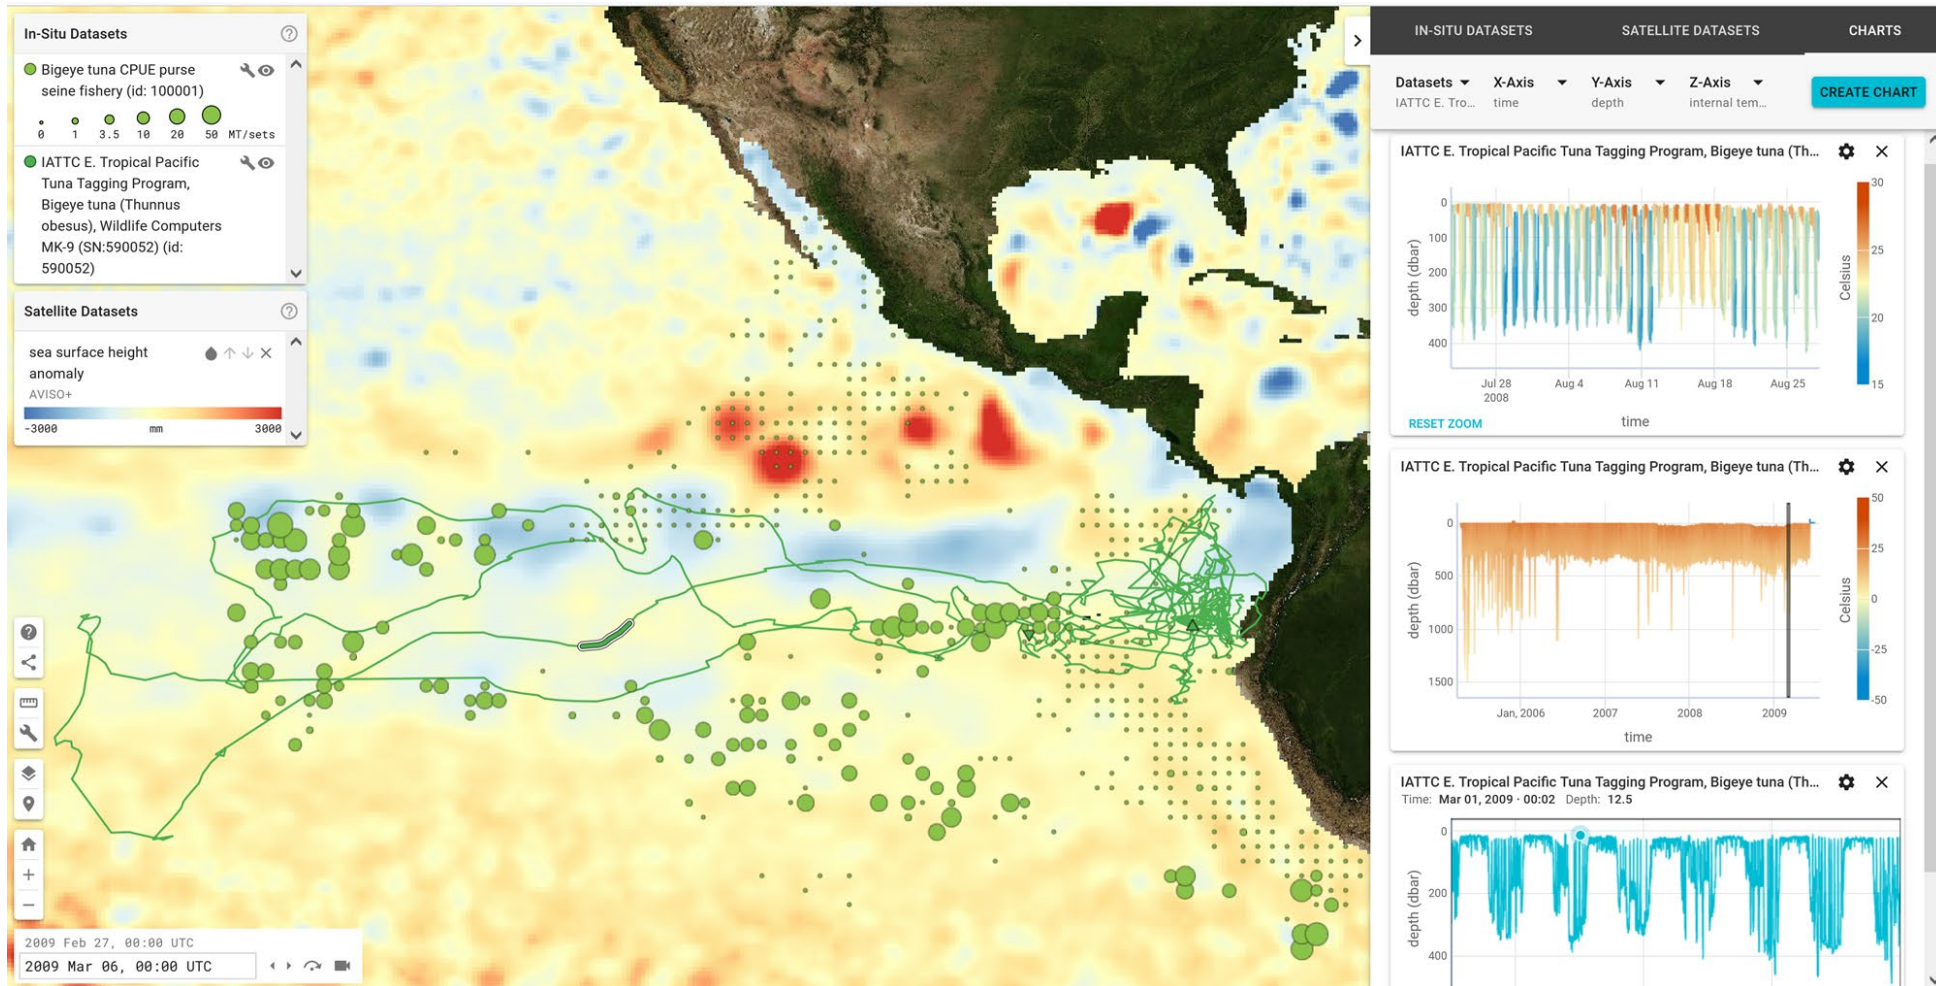 In-Situ Datasets
Bigeye tuna CPUE purse
seine fishery (id: 100001)
0 1 3.5 10 20 50 MT/sets
IATTC E. Tropical Pacific
Tuna Tagging Program,
Bigeye tuna (Thunnus
obesus), Wildlife Computers
MK-9 (SN:590052) (id:
590052)
Satellite Datasets
sea surface height
anomaly
AVISO+
-3000 mm 3000
2009 Feb 27, 00:00 UTC
2009 Mar 06, 00:00 UTC
IN-SITU DATASETS SATELLITE DATASETS CHARTS
Datasets X-Axis Y-Axis Z-Axis
IATTC E. Tro... time depth internal tem...
CREATE CHART
IATTC E. Tropical Pacific Tuna Tagging Program, Bigeye tuna (Th...
0
100
200
300
400
depth (dbar)
Jul 28 Aug 4 Aug 11 Aug 18 Aug 25
2008
time
RESET ZOOM
30
25
20
15
Celsius
IATTC E. Tropical Pacific Tuna Tagging Program, Bigeye tuna (Th...
0
500
1000
1500
depth (dbar)
Jan, 2006 2007 2008 2009
time
50
25
0
-25
-50
Celsius
IATTC E. Tropical Pacific Tuna Tagging Program, Bigeye tuna (Th...
Time: Mar 01, 2009 · 00:02 Depth: 12.5
0
200
400
depth (dbar)